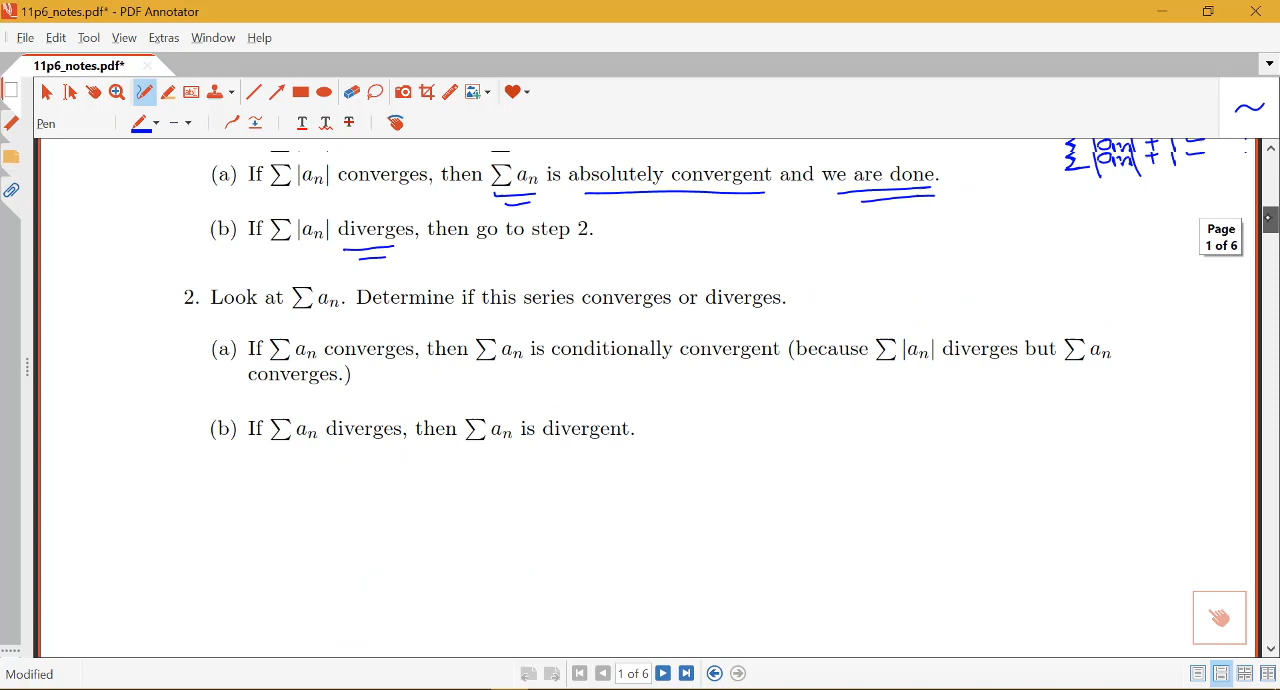 11p6_notes.pdf* - PDF Annotator
File Edit Tool View Extras Window Help
11p6_notes.pdf*
Pen
(a) If ∑ |aₙ| converges, then ∑ aₙ is absolutely convergent and we are done.
(b) If ∑ |aₙ| diverges, then go to step 2.
Page
1 of 6
2. Look at ∑ aₙ. Determine if this series converges or diverges.
(a) If ∑ aₙ converges, then ∑ aₙ is conditionally convergent (because ∑ |aₙ| diverges but ∑ aₙ
converges.)
(b) If ∑ aₙ diverges, then ∑ aₙ is divergent.
Modified
1 of 6